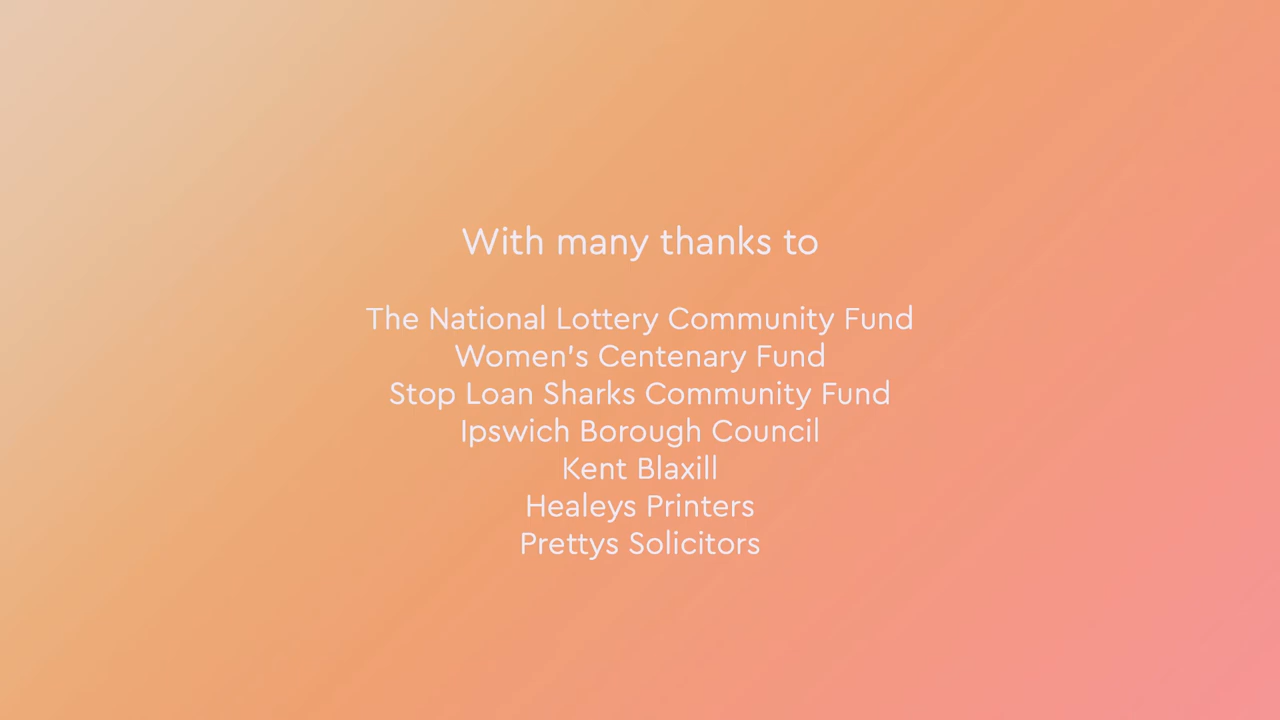 With many thanks to
The National Lottery Community Fund
Women's Centenary Fund
Stop Loan Sharks Community Fund
Ipswich Borough Council
Kent Blaxill
Healeys Printers
Prettys Solicitors